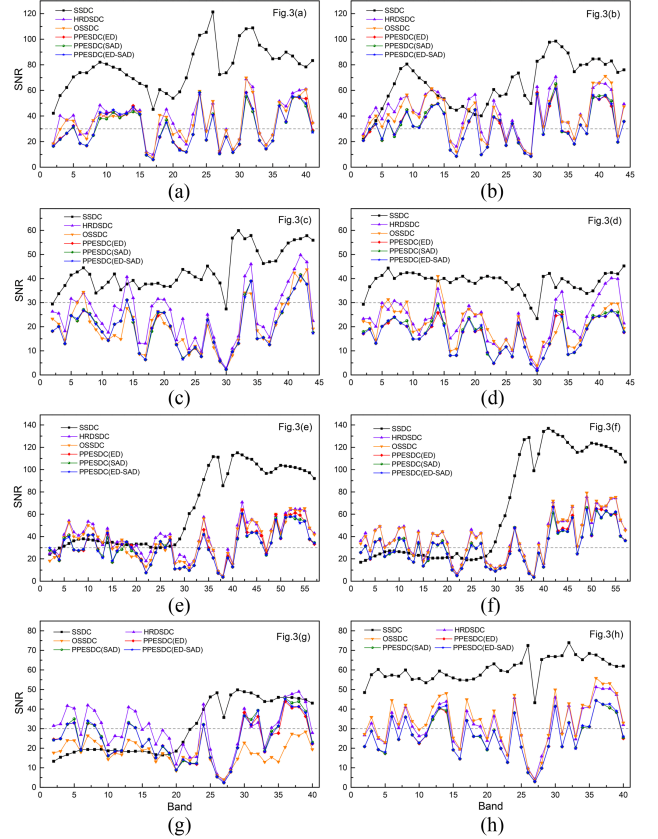 Fig.3(a)
SSDC
HRDSDC
OSSDC
PPESDC(ED)
PPESDC(SAD)
PPESDC(ED-SAD)
SNR
120
100
80
60
40
20
0
0 5 10 15 20 25 30 35 40 45
(a)
Fig.3(b)
SSDC
HRDSDC
OSSDC
PPESDC(ED)
PPESDC(SAD)
PPESDC(ED-SAD)
120
100
80
60
40
20
0
0 5 10 15 20 25 30 35 40 45
(b)
Fig.3(c)
SSDC
HRDSDC
OSSDC
PPESDC(ED)
PPESDC(SAD)
PPESDC(ED-SAD)
SNR
60
50
40
30
20
10
0
0 5 10 15 20 25 30 35 40 45
(c)
Fig.3(d)
SSDC
HRDSDC
OSSDC
PPESDC(ED)
PPESDC(SAD)
PPESDC(ED-SAD)
60
50
40
30
20
10
0
0 5 10 15 20 25 30 35 40 45
(d)
Fig.3(e)
SSDC
HRDSDC
OSSDC
PPESDC(ED)
PPESDC(SAD)
PPESDC(ED-SAD)
SNR
140
120
100
80
60
40
20
0
0 5 10 15 20 25 30 35 40 45 50 55
(e)
Fig.3(f)
SSDC
HRDSDC
OSSDC
PPESDC(ED)
PPESDC(SAD)
PPESDC(ED-SAD)
140
120
100
80
60
40
20
0
0 5 10 15 20 25 30 35 40 45 50 55
(f)
Fig.3(g)
SSDC HRDSDC
OSSDC PPESDC(ED)
PPESDC(SAD) PPESDC(ED-SAD)
SNR
80
70
60
50
40
30
20
10
0
0 5 10 15 20 25 30 35 40
Band
(g)
Fig.3(h)
SSDC HRDSDC
OSSDC PPESDC(ED)
PPESDC(SAD) PPESDC(ED-SAD)
80
70
60
50
40
30
20
10
0
0 5 10 15 20 25 30 35 40
Band
(h)